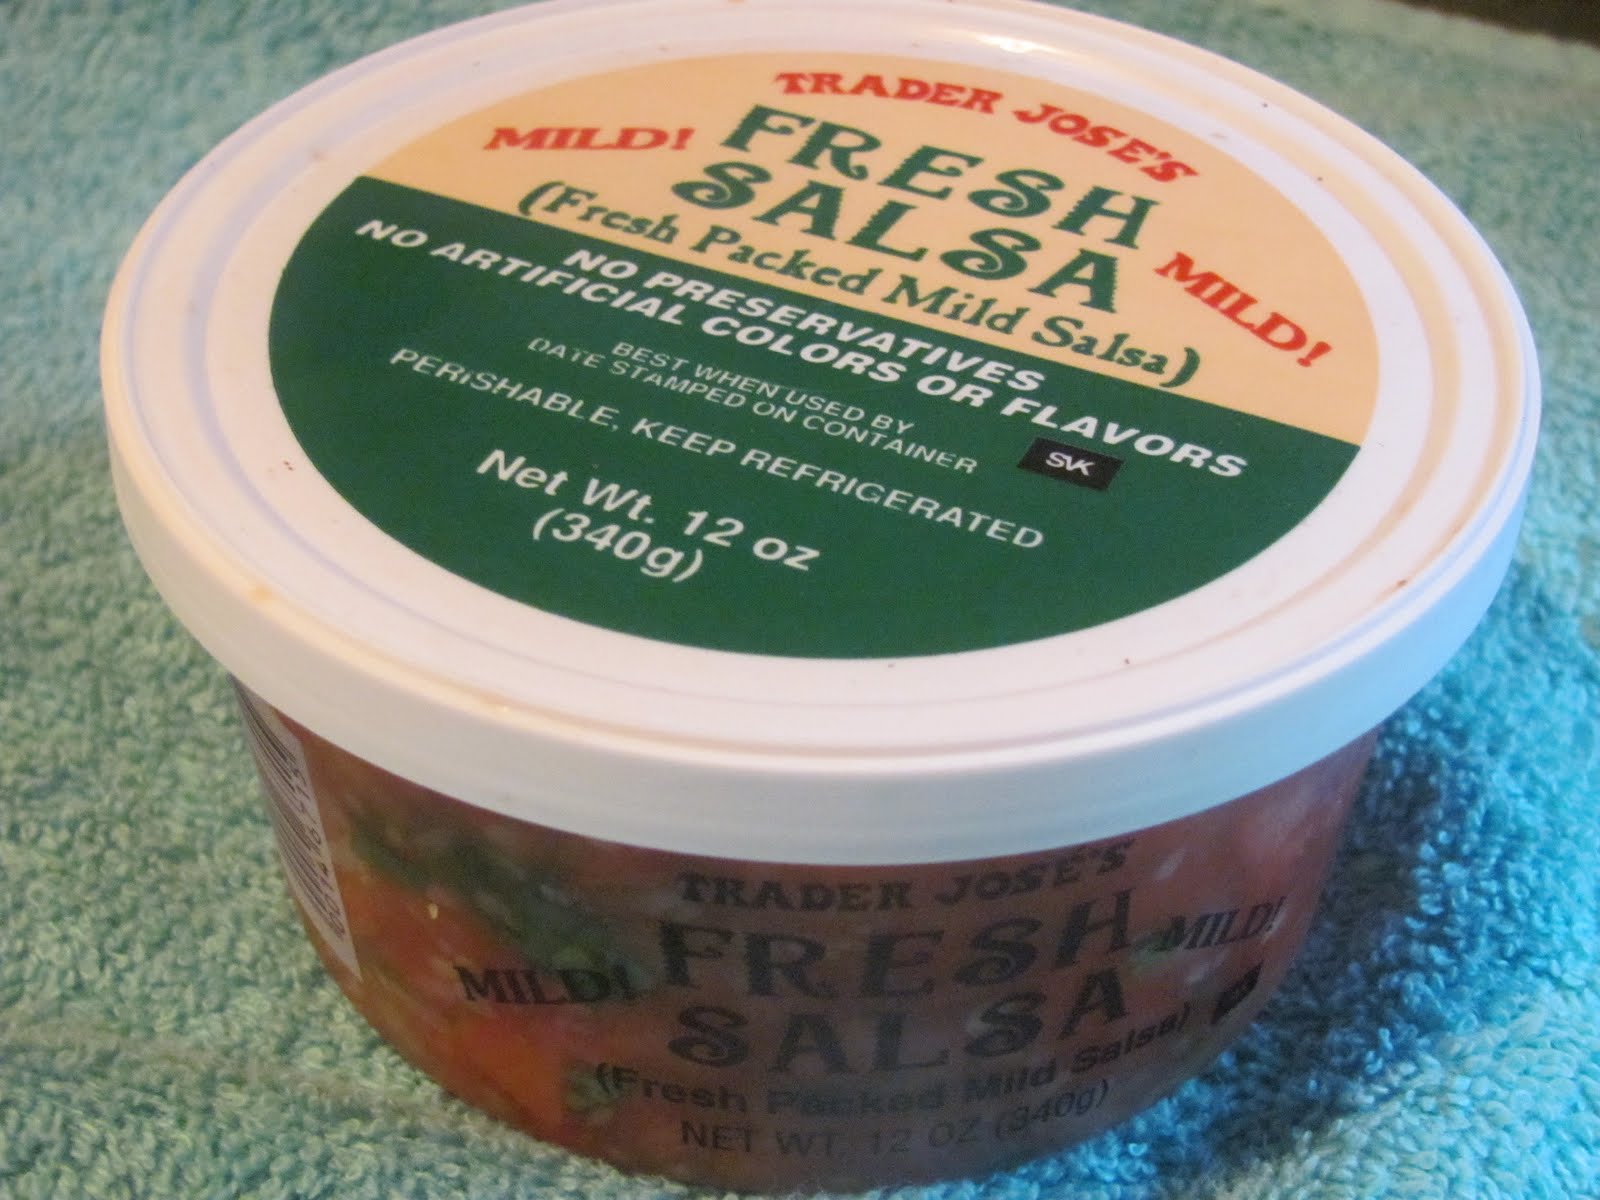 TRADER JOSE'S
MILD! FRESH SALSA MILD!
(Fresh Packed Mild Salsa)
NO PRESERVATIVES
NO ARTIFICIAL COLORS OR FLAVORS
BEST WHEN USED BY
DATE STAMPED ON CONTAINER
SVK
PERISHABLE, KEEP REFRIGERATED
Net Wt. 12 oz
(340g)
TRADER JOSE'S
MILD! FRESH SALSA MILD!
(Fresh Packed Mild Salsa)
NET WT. 12 OZ (340g)